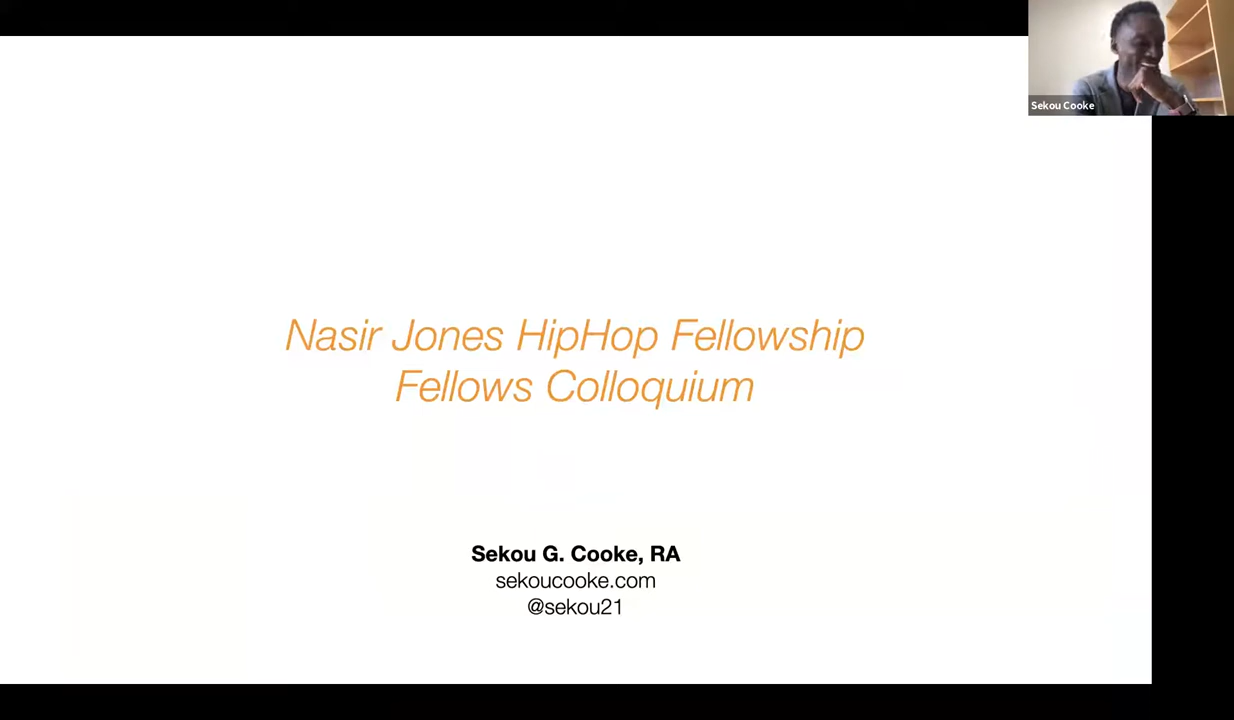 Sekou Cooke
Nasir Jones HipHop Fellowship
Fellows Colloquium
Sekou G. Cooke, RA
sekoucooke.com
@sekou21